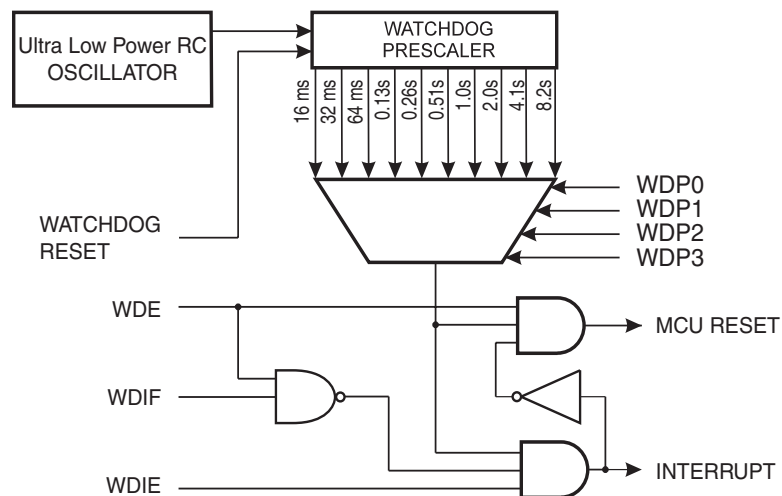 Ultra Low Power RC
OSCILLATOR
WATCHDOG
PRESCALER
16 ms
32 ms
64 ms
0.13s
0.26s
0.51s
1.0s
2.0s
4.1s
8.2s
WDP0
WDP1
WDP2
WDP3
WATCHDOG
RESET
WDE
MCU RESET
WDIF
INTERRUPT
WDIE